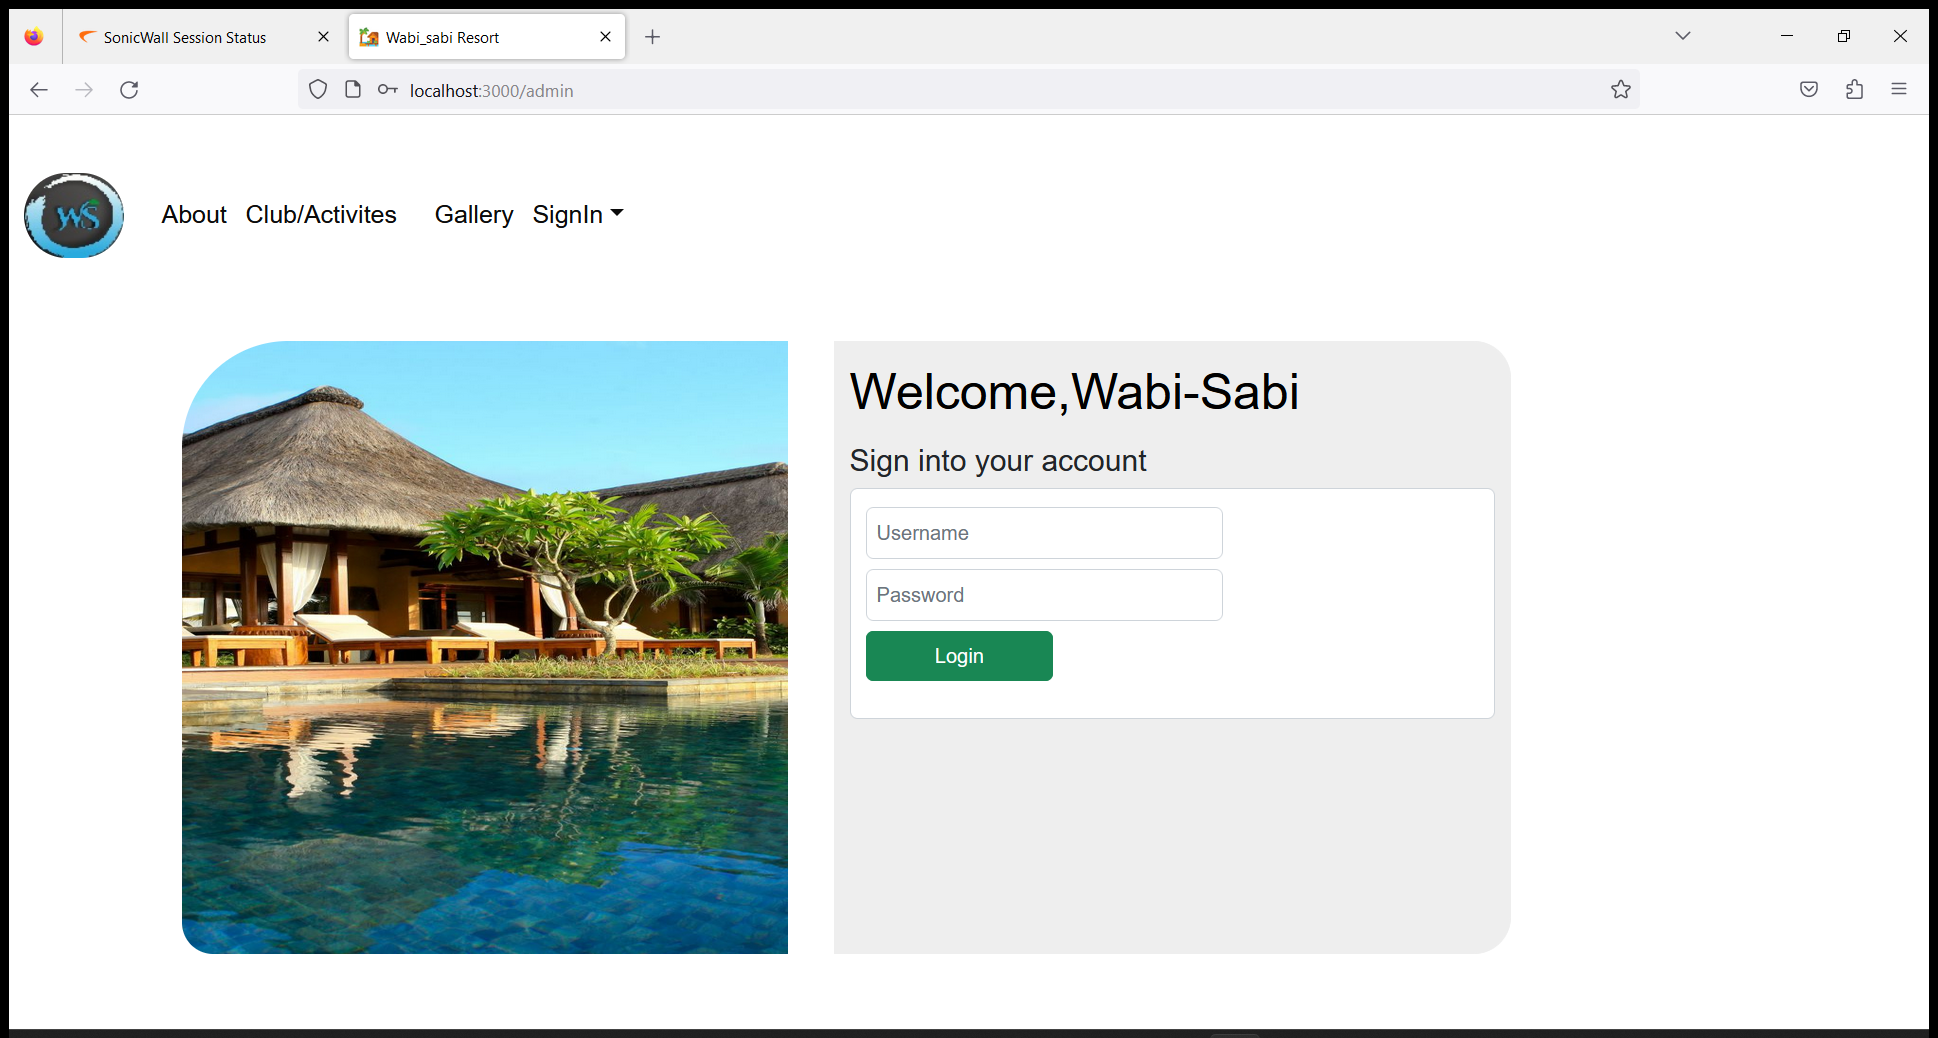 SonicWall Session Status
Wabi_sabi Resort
localhost:3000/admin
WS
About Club/Activites Gallery SignIn
Welcome,Wabi-Sabi
Sign into your account
Username
Password
Login